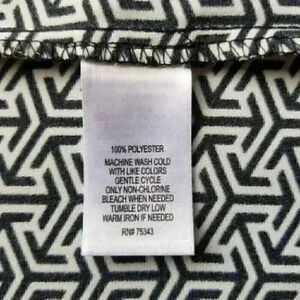 100% POLYESTER
MACHINE WASH COLD
WITH LIKE COLORS
GENTLE CYCLE
ONLY NON-CHLORINE
BLEACH WHEN NEEDED
TUMBLE DRY LOW
WARM IRON IF NEEDED
RN# 75343